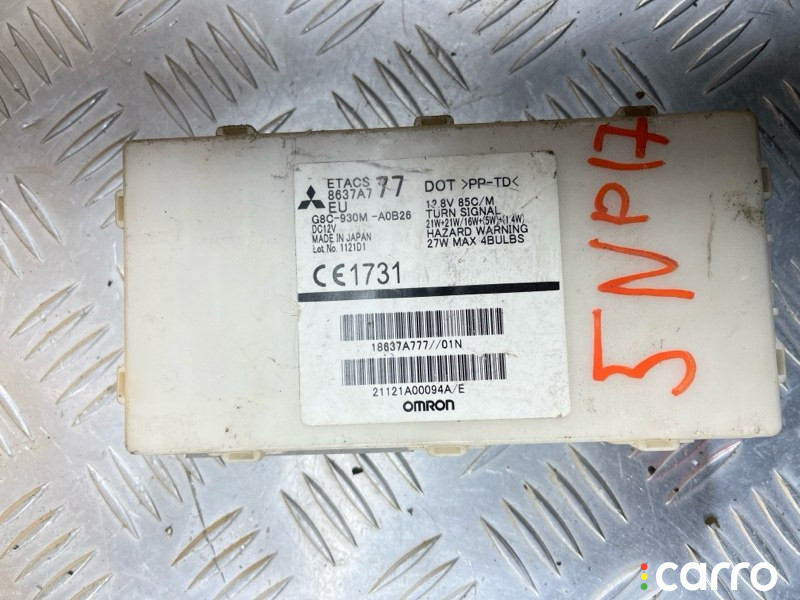 ETACS
8637A7 77
EU
G8C-930M -A0B26
DC12V
MADE IN JAPAN
Lot No. 1121D1
DOT >PP-TD<
12.8V 85C/M
TURN SIGNAL
21W+21W/16W+(5W)+(1.4W)
HAZARD WARNING
27W MAX 4BULBS
CE1731
18637A777//01N
21121A00094A/E
OMRON
5NP17
carro